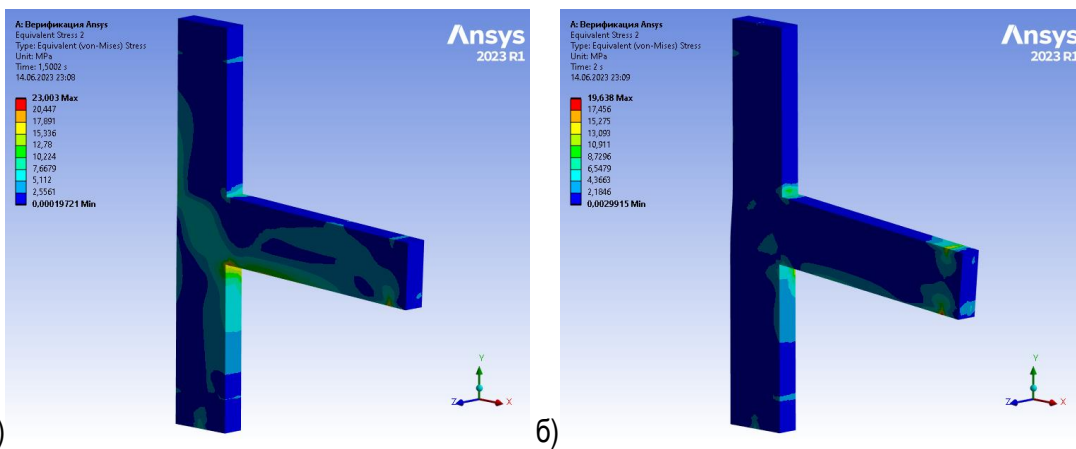 A: Верификация Ansys
Equivalent Stress 2
Type: Equivalent (von-Mises) Stress
Unit: MPa
Time: 1,5002 s
14.06.2023 23:08
23,003 Max
20,447
17,891
15,336
12,78
10,224
7,6679
5,112
2,5561
0,00019721 Min
Ansys
2023 R1
Y
Z
X
)
A: Верификация Ansys
Equivalent Stress 2
Type: Equivalent (von-Mises) Stress
Unit: MPa
Time: 2 s
14.06.2023 23:09
19,638 Max
17,456
15,275
13,093
10,911
8,7296
6,5479
4,3663
2,1846
0,0029915 Min
Ansys
2023 R1
Y
Z
X
б)